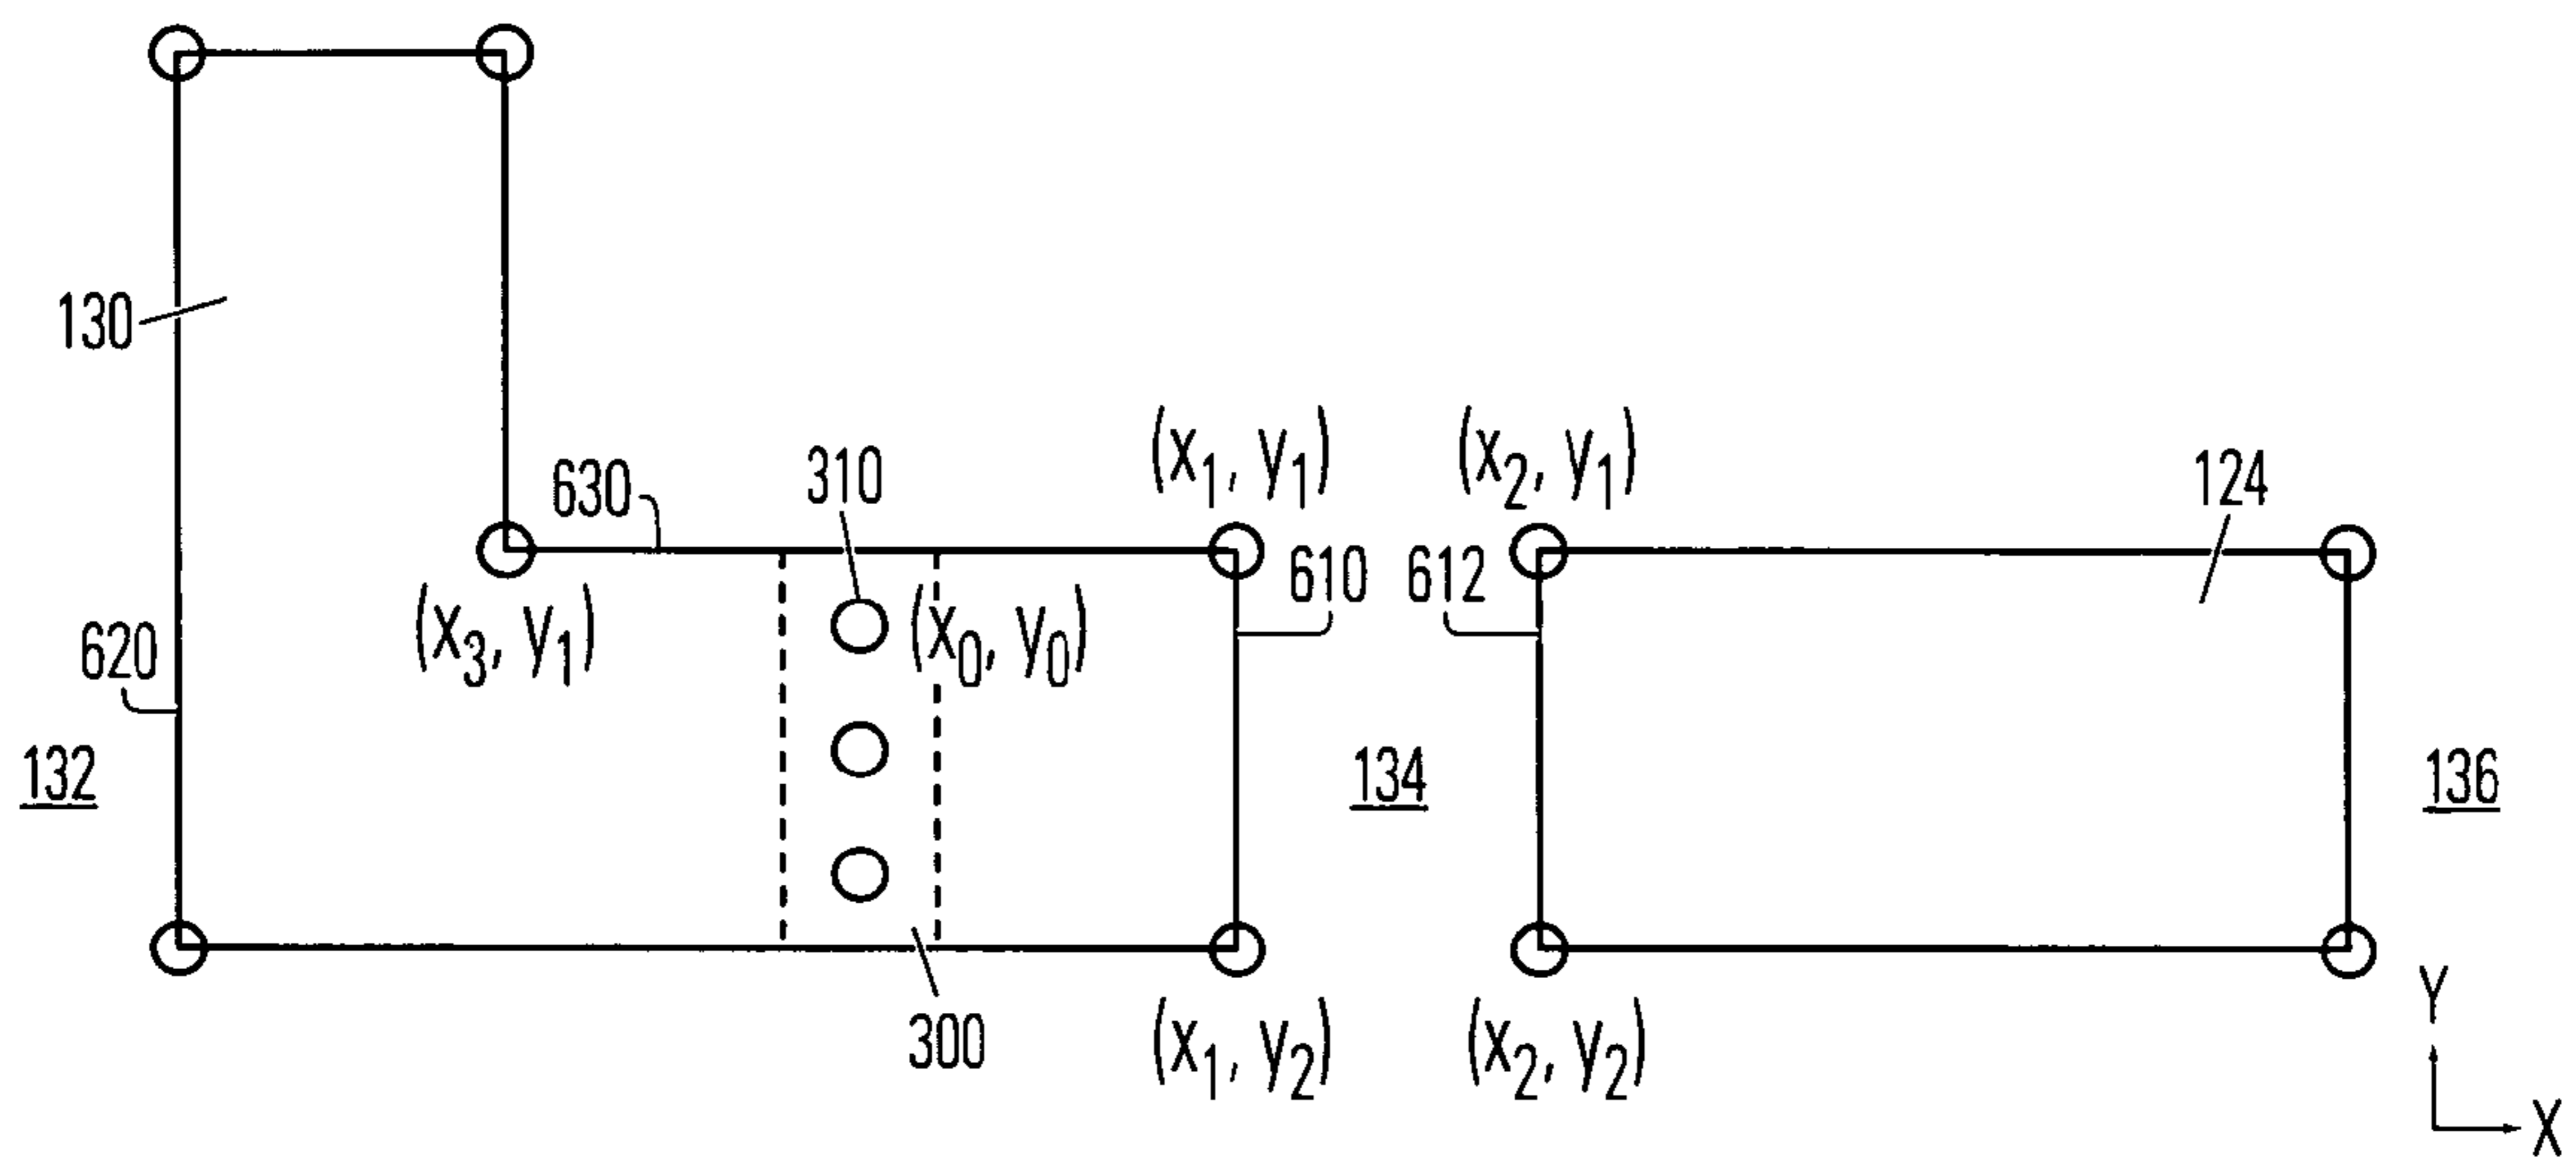 130
(x₁, y₁) (x₂, y₁)
630 310 124
610 612
(x₃, y₁) (x₀, y₀)
620
132 134 136
300 (x₁, y₂) (x₂, y₂)
Y
X